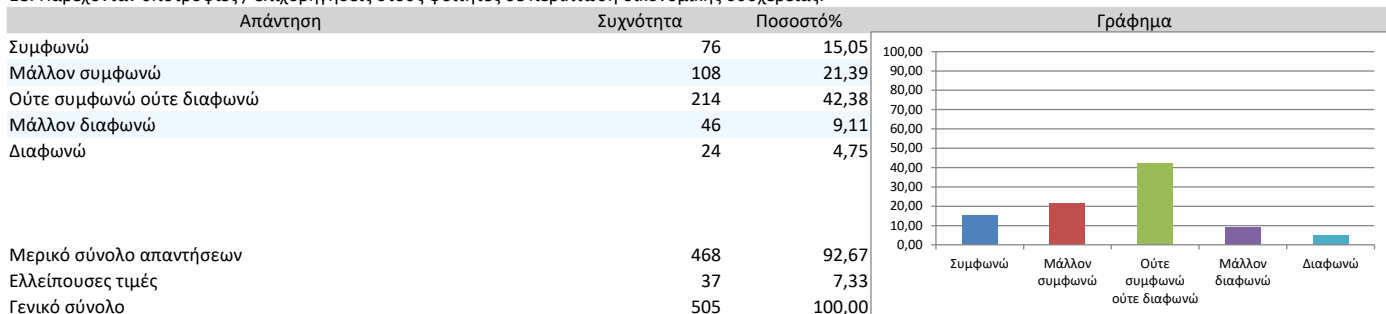 Απάντηση Συχνότητα Ποσοστό% Γράφημα
Συμφωνώ 76 15,05
Μάλλον συμφωνώ 108 21,39
Ούτε συμφωνώ ούτε διαφωνώ 214 42,38
Μάλλον διαφωνώ 46 9,11
Διαφωνώ 24 4,75
Μερικό σύνολο απαντήσεων 468 92,67
Ελλείπουσες τιμές 37 7,33
Γενικό σύνολο 505 100,00
100,00
90,00
80,00
70,00
60,00
50,00
40,00
30,00
20,00
10,00
0,00
Συμφωνώ Μάλλον Ούτε Μάλλον Διαφωνώ
συμφωνώ συμφωνώ διαφωνώ
ούτε διαφωνώ